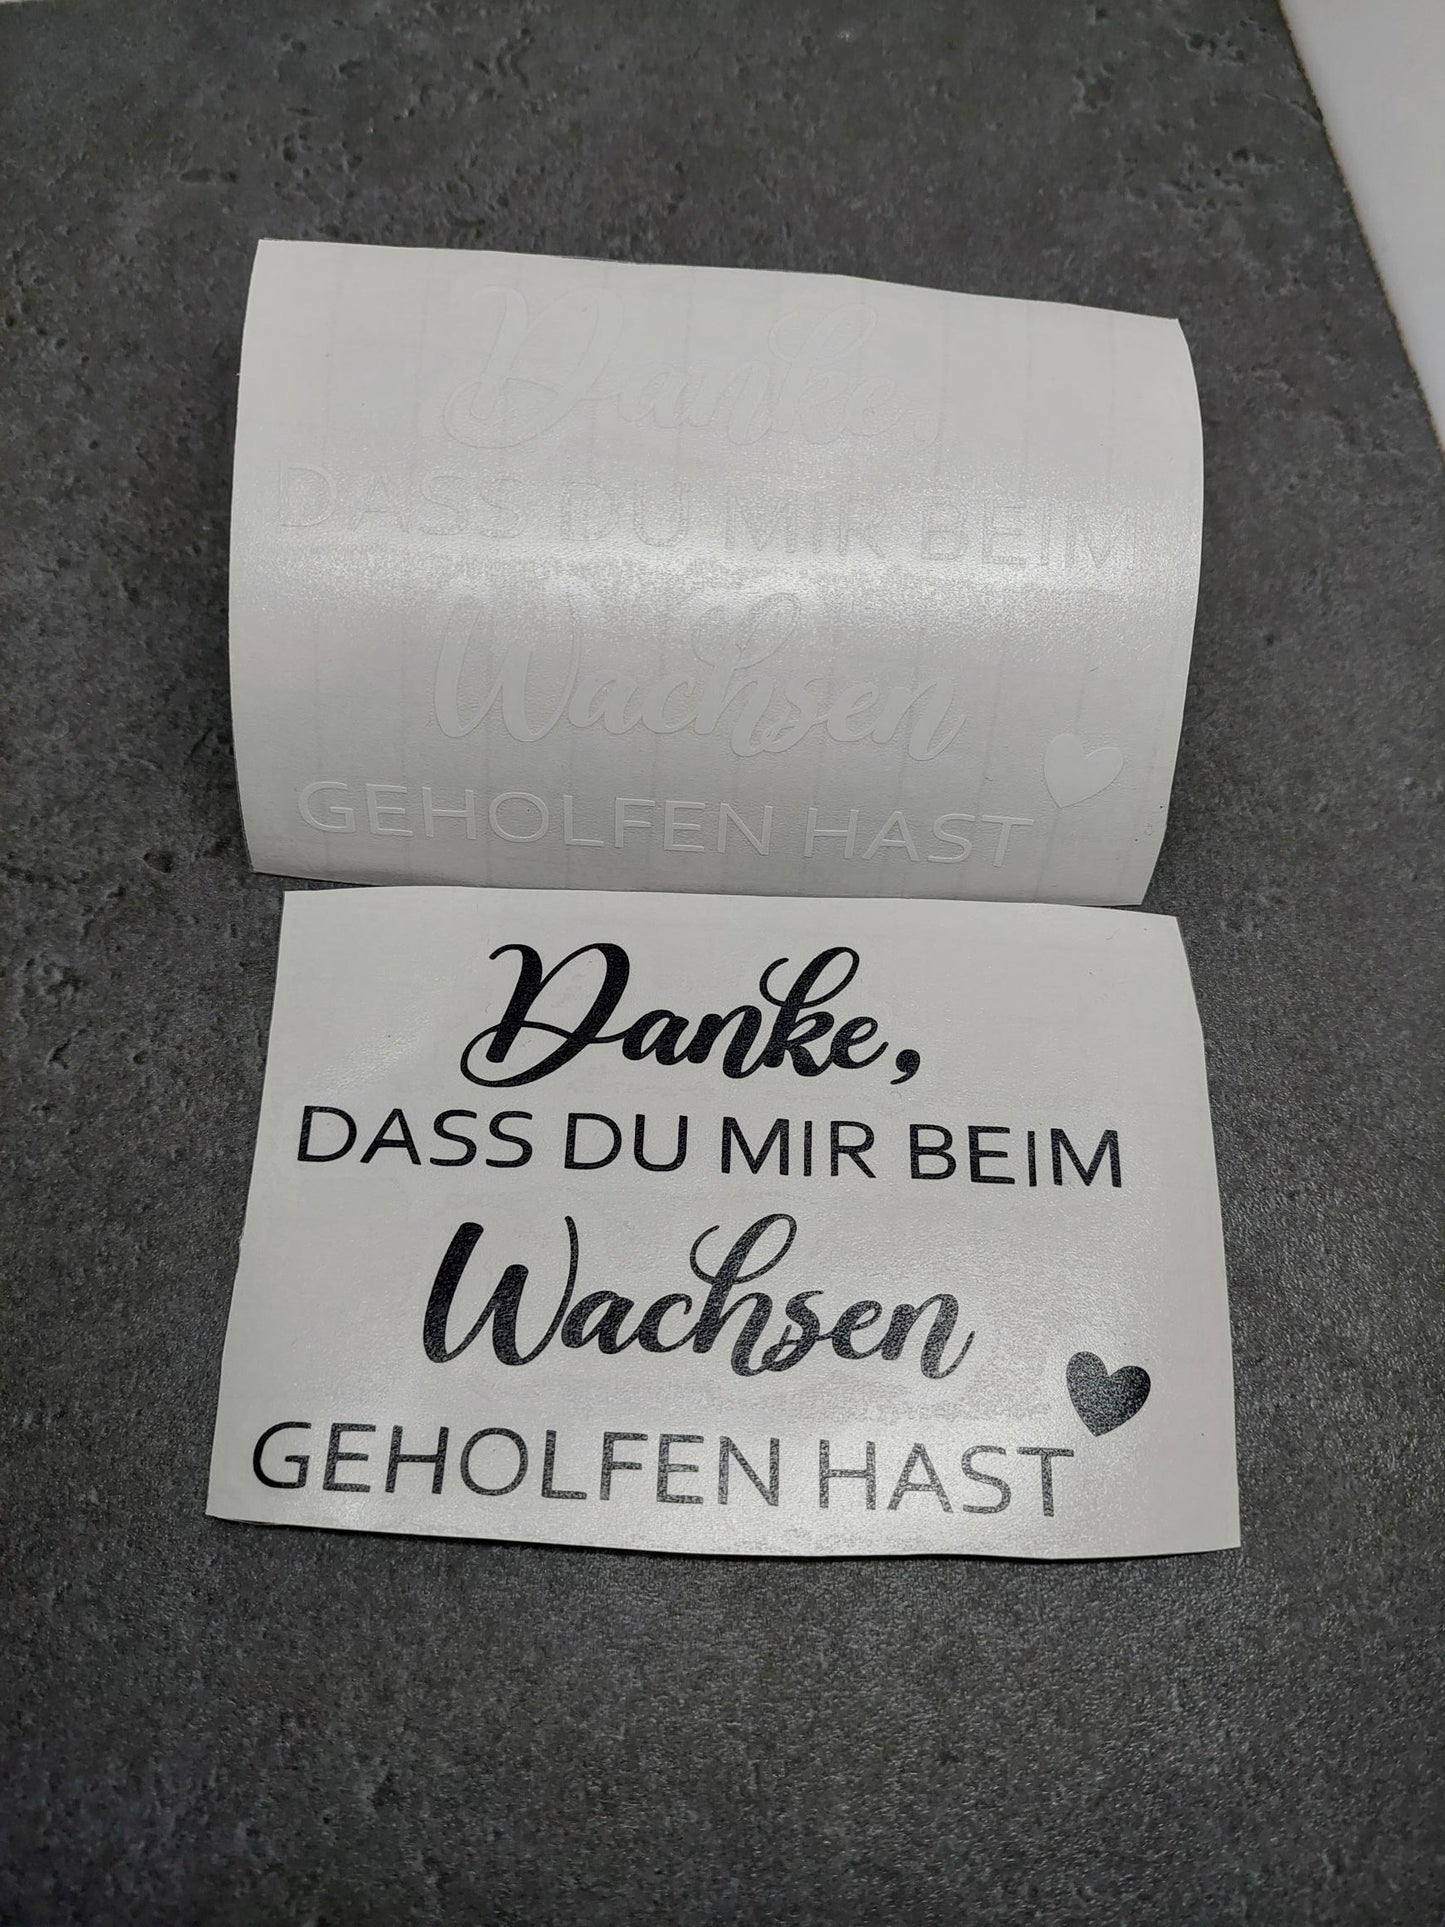 Danke,
DASS DU MIR BEIM
Wachsen
GEHOLFEN HAST
Danke,
DASS DU MIR BEIM
Wachsen
GEHOLFEN HAST